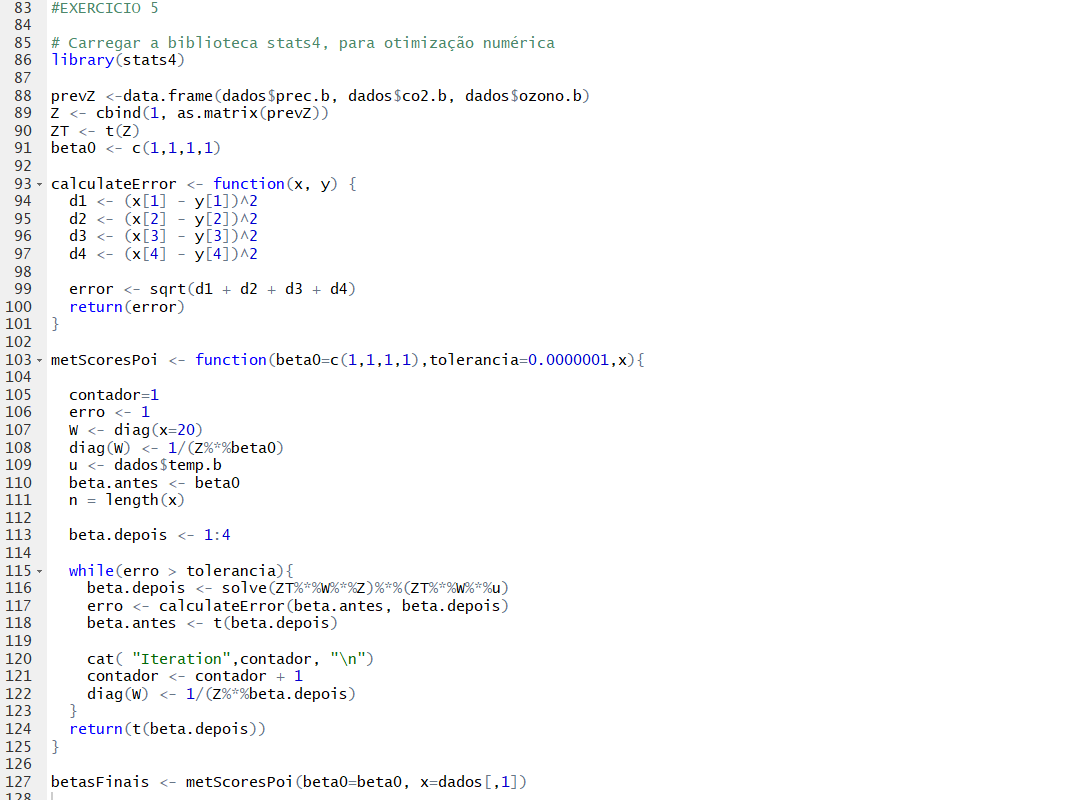 83 #EXERCICIO 5
84
85 # Carregar a biblioteca stats4, para otimização numérica
86 library(stats4)
87
88 prevZ <-data.frame(dados$prec.b, dados$co2.b, dados$ozono.b)
89 Z <- cbind(1, as.matrix(prevZ))
90 ZT <- t(Z)
91 beta0 <- c(1,1,1,1)
92
93 calculateError <- function(x, y) {
94   d1 <- (x[1] - y[1])^2
95   d2 <- (x[2] - y[2])^2
96   d3 <- (x[3] - y[3])^2
97   d4 <- (x[4] - y[4])^2
98
99   error <- sqrt(d1 + d2 + d3 + d4)
100   return(error)
101 }
102
103 metScoresPoi <- function(beta0=c(1,1,1,1),tolerancia=0.0000001,x){
104
105   contador=1
106   erro <- 1
107   W <- diag(x=20)
108   diag(W) <- 1/(Z%*%beta0)
109   u <- dados$temp.b
110   beta.antes <- beta0
111   n = length(x)
112
113   beta.depois <- 1:4
114
115   while(erro > tolerancia){
116     beta.depois <- solve(ZT%*%W%*%Z)%*%(ZT%*%W%*%u)
117     erro <- calculateError(beta.antes, beta.depois)
118     beta.antes <- t(beta.depois)
119
120     cat( "Iteration",contador, "\n")
121     contador <- contador + 1
122     diag(W) <- 1/(Z%*%beta.depois)
123   }
124   return(t(beta.depois))
125 }
126
127 betasFinais <- metScoresPoi(beta0=beta0, x=dados[,1])
128